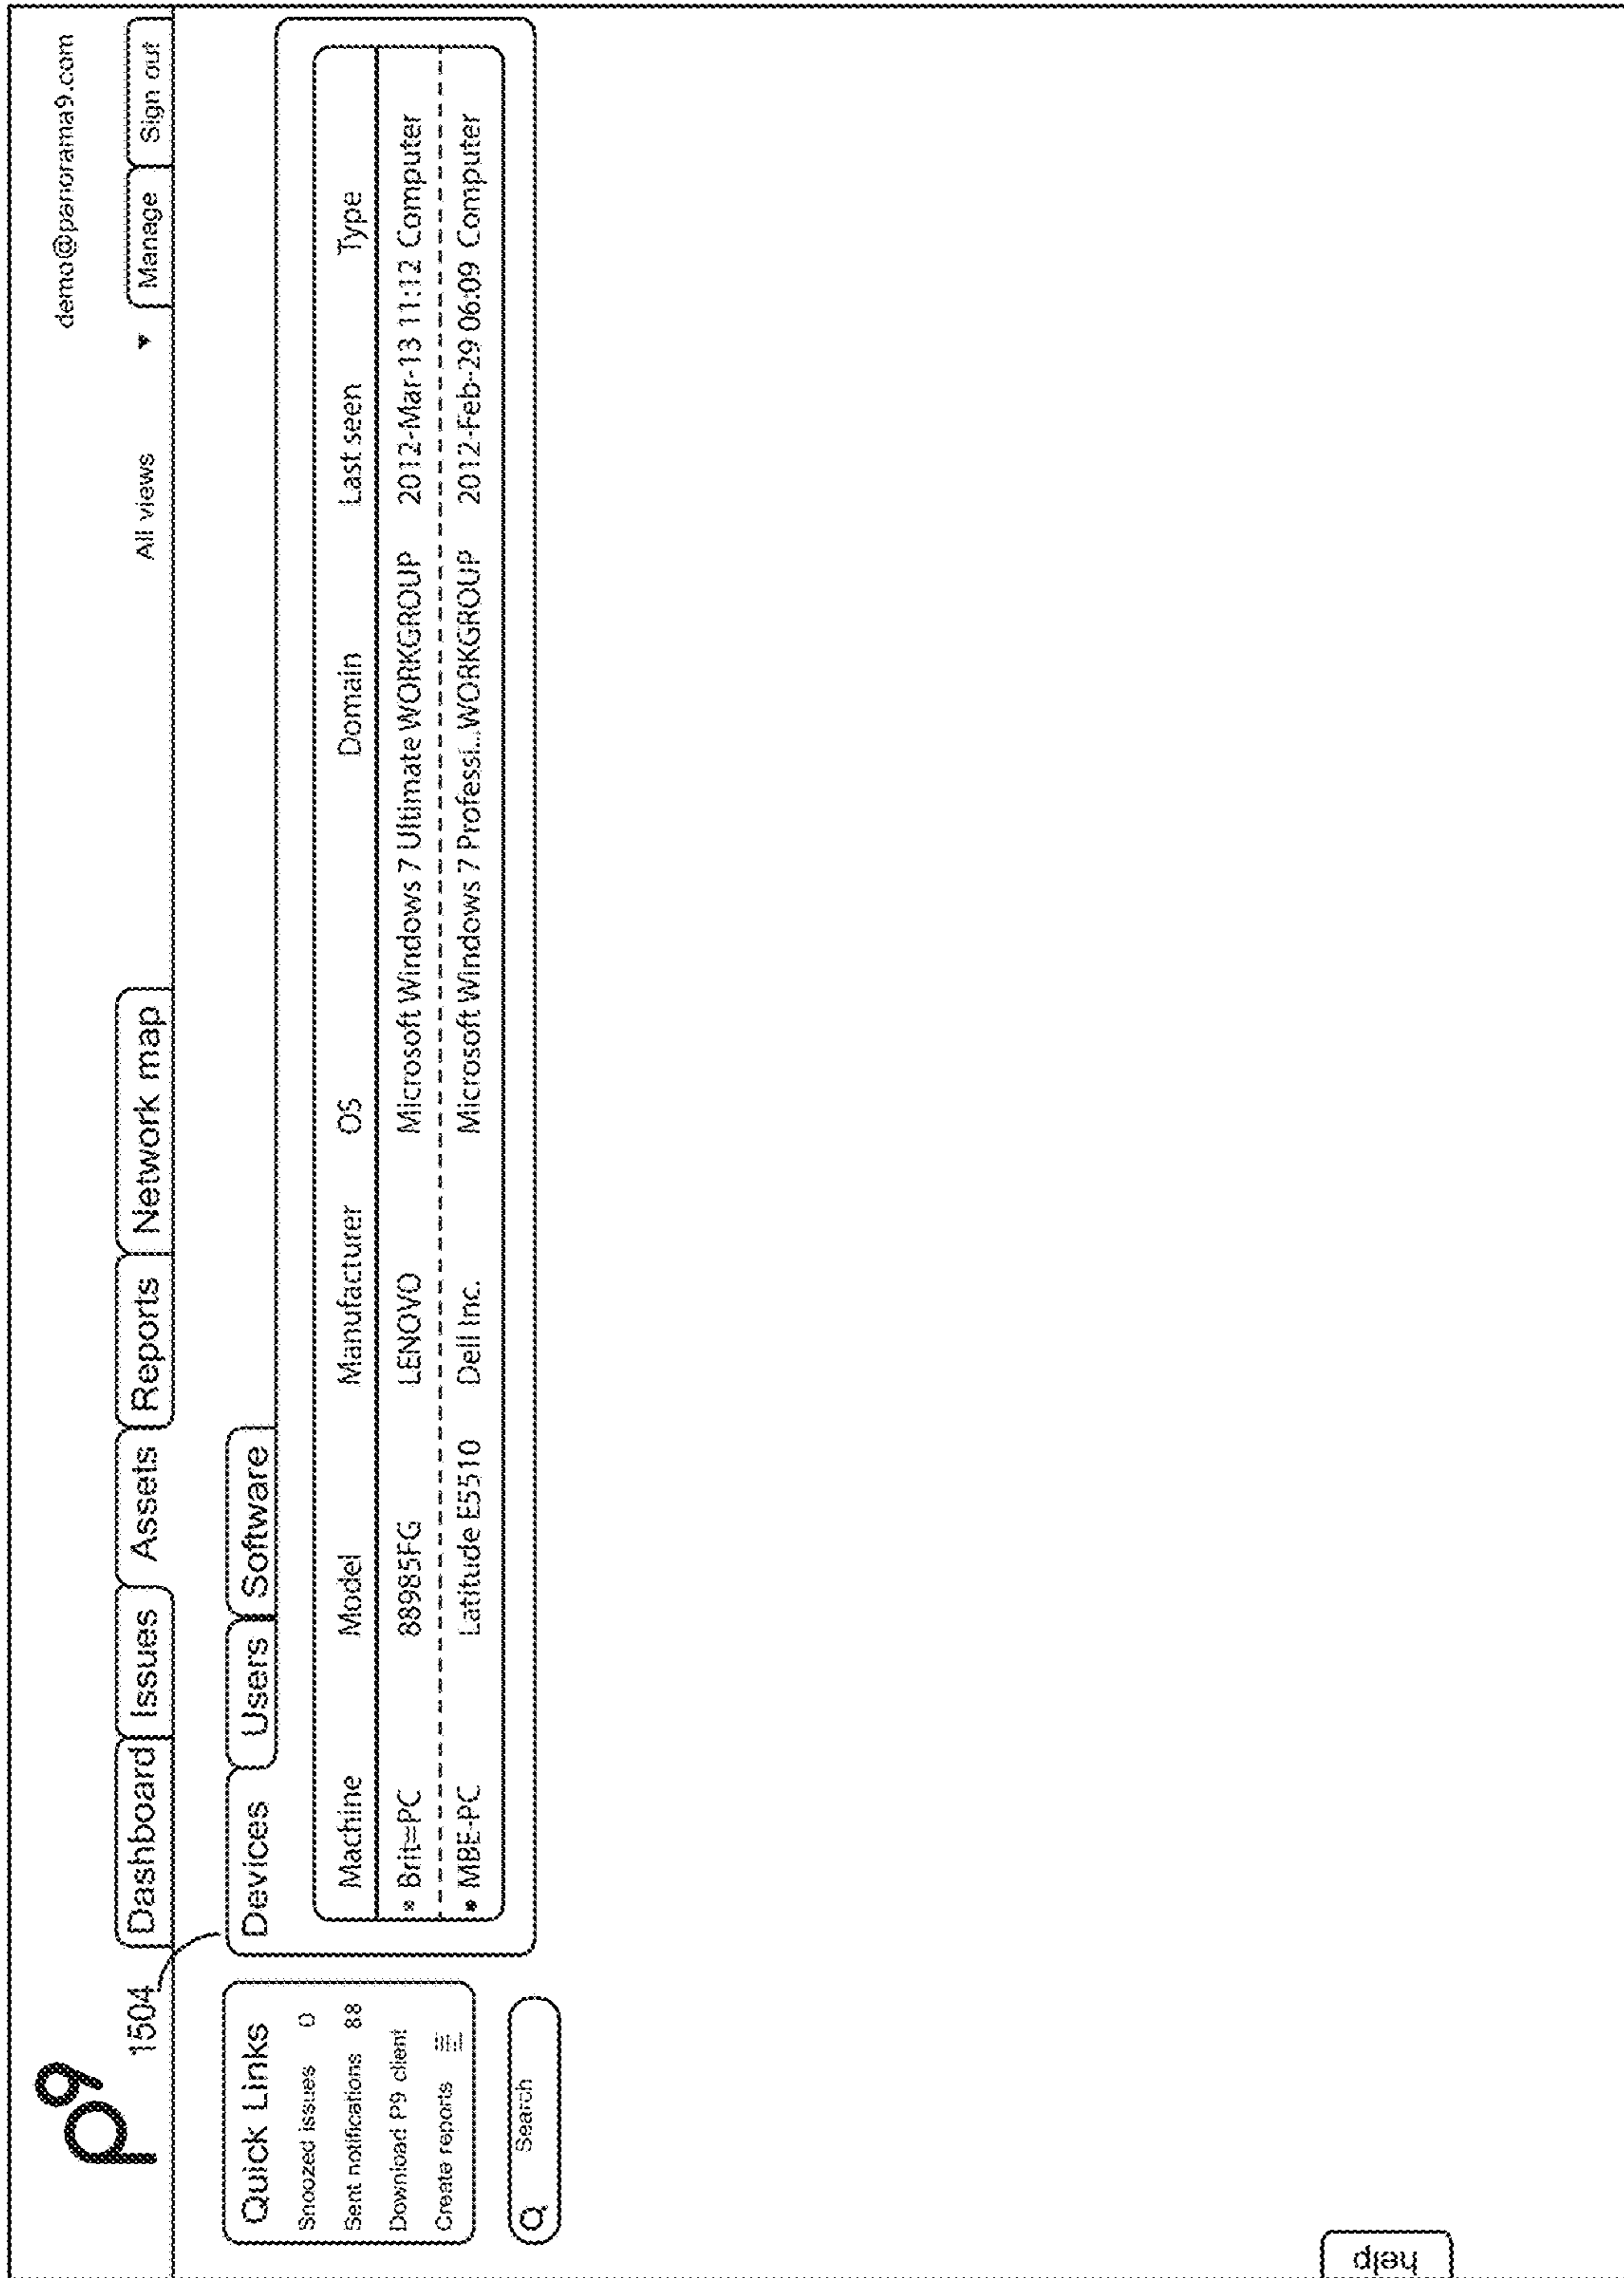 demo@panorama9.com
p9
1504
Dashboard Issues Assets Reports Network map All views Manage Sign out
Quick Links
Snoozed issues 0
Sent notifications 88
Download P9 client
Create reports
Search
Devices Users Software
Machine Model Manufacturer OS Domain Last seen Type
• Brit=PC 88985FG LENOVO Microsoft Windows 7 Ultimate WORKGROUP 2012-Mar-13 11:12 Computer
• MBE-PC Latitude E5510 Dell Inc. Microsoft Windows 7 Professi... WORKGROUP 2012-Feb-29 06:09 Computer
help